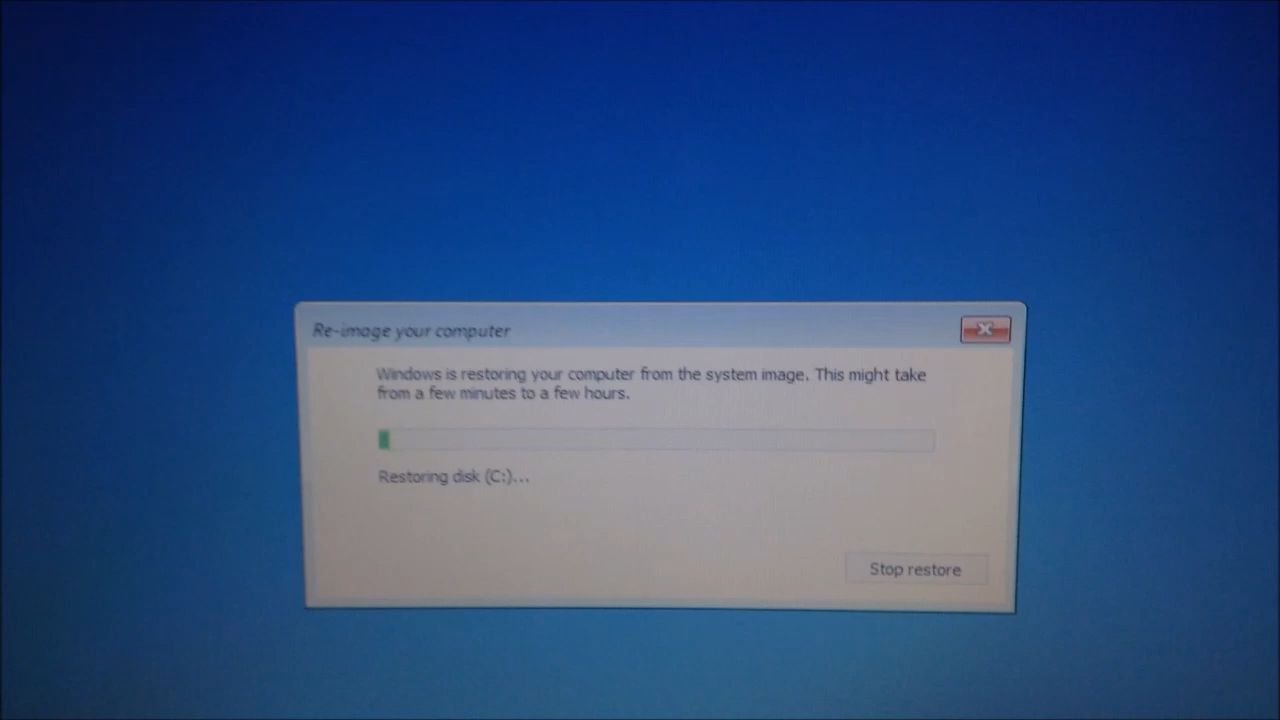 Re-image your computer
Windows is restoring your computer from the system image. This might take
from a few minutes to a few hours.
Restoring disk (C:)...
Stop restore